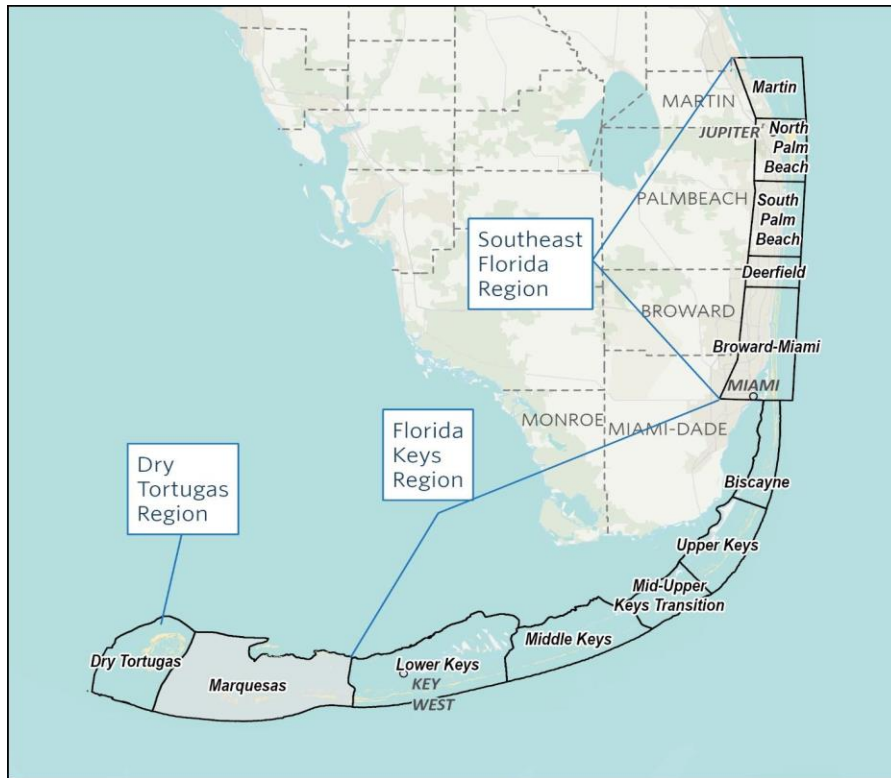 Martin
MARTIN
JUPITER
North
Palm
Beach
PALMBEACH
South
Palm
Beach
Southeast
Florida
Region
Deerfield
BROWARD
Broward-Miami
MIAMI
MONROE
MIAMI-DADE
Florida
Keys
Region
Dry
Tortugas
Region
Biscayne
Upper Keys
Mid-Upper
Keys Transition
Middle Keys
Dry Tortugas
Lower Keys
Marquesas
KEY
WEST